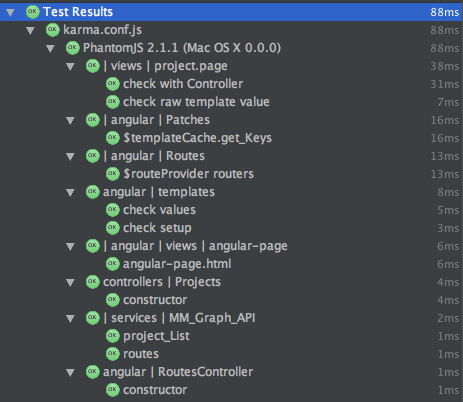 OK Test Results 88ms
OK karma.conf.js 88ms
OK PhantomJS 2.1.1 (Mac OS X 0.0.0) 88ms
OK | views | project.page 38ms
OK check with Controller 31ms
OK check raw template value 7ms
OK | angular | Patches 16ms
OK $templateCache.get_Keys 16ms
OK | angular | Routes 13ms
OK $routeProvider routers 13ms
OK angular | templates 8ms
OK check values 5ms
OK check setup 3ms
OK | angular | views | angular-page 6ms
OK angular-page.html 6ms
OK controllers | Projects 4ms
OK constructor 4ms
OK | services | MM_Graph_API 2ms
OK project_List 1ms
OK routes 1ms
OK angular | RoutesController 1ms
OK constructor 1ms